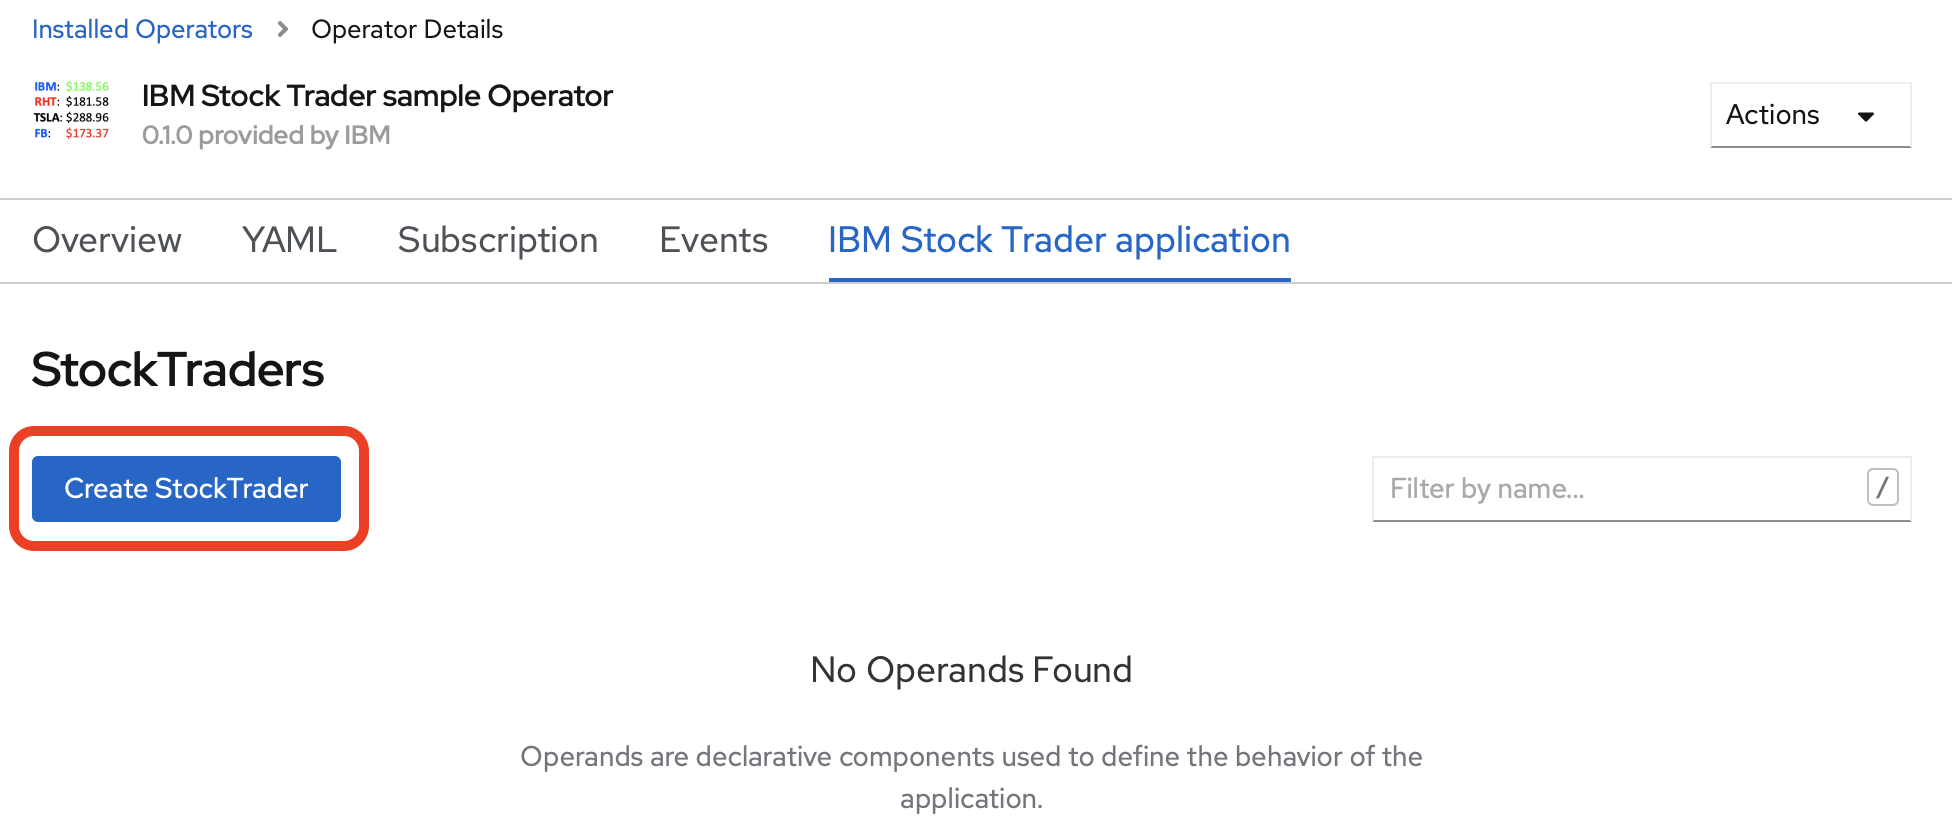 Installed Operators > Operator Details
IBM: $138.56
RHT: $181.58
TSLA: $288.96
FB: $173.37
IBM Stock Trader sample Operator
0.1.0 provided by IBM
Actions
Overview YAML Subscription Events IBM Stock Trader application
StockTraders
Create StockTrader
Filter by name... /
No Operands Found
Operands are declarative components used to define the behavior of the
application.